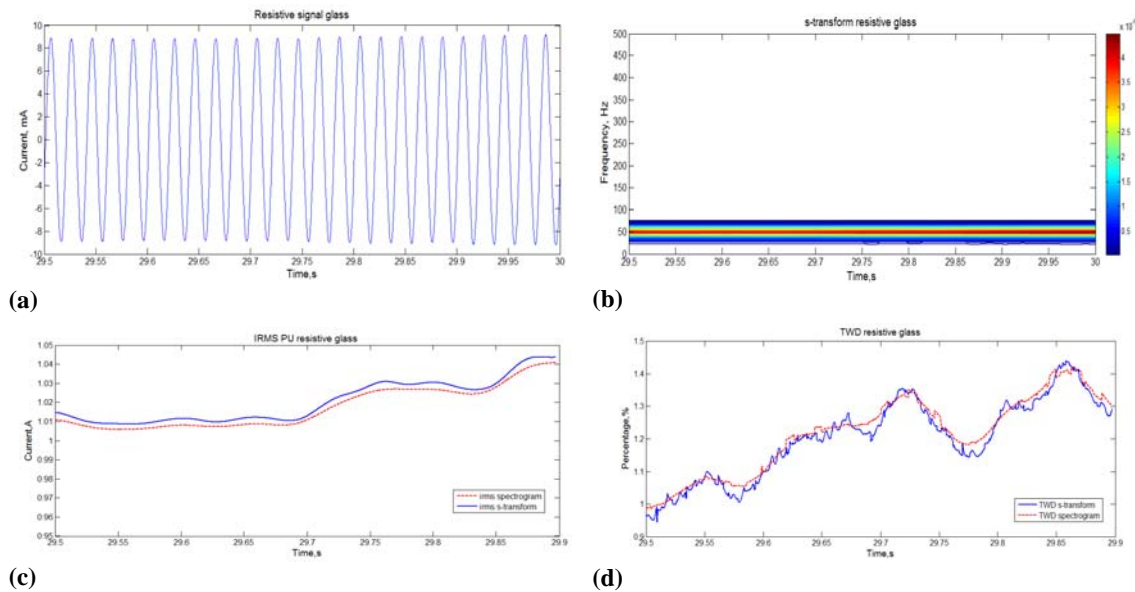 Resistive signal glass
10
8
6
4
2
0
-2
-4
-6
-8
-10
Current, mA
29.5 29.55 29.6 29.65 29.7 29.75 29.8 29.85 29.9 29.95 30
Time,s
(a)
s-transform resistive glass
500
450
400
350
300
250
200
150
100
50
0
Frequency, Hz
29.5 29.55 29.6 29.65 29.7 29.75 29.8 29.85 29.9 29.95 30
Time,s
4.5
4
3.5
3
2.5
2
1.5
1
0.5
(b)
IRMS PU resistive glass
1.05
1.04
1.03
1.02
1.01
1
0.99
0.98
0.97
0.96
0.95
Current,A
irms spectrogram
irms s-transform
29.5 29.55 29.6 29.65 29.7 29.75 29.8 29.85 29.9
Time,s
(c)
TWD resistive glass
1.5
1.4
1.3
1.2
1.1
1
0.9
Percentage,%
TWD s-transform
TWD spectrogram
29.5 29.55 29.6 29.65 29.7 29.75 29.8 29.85 29.9
Time,s
(d)